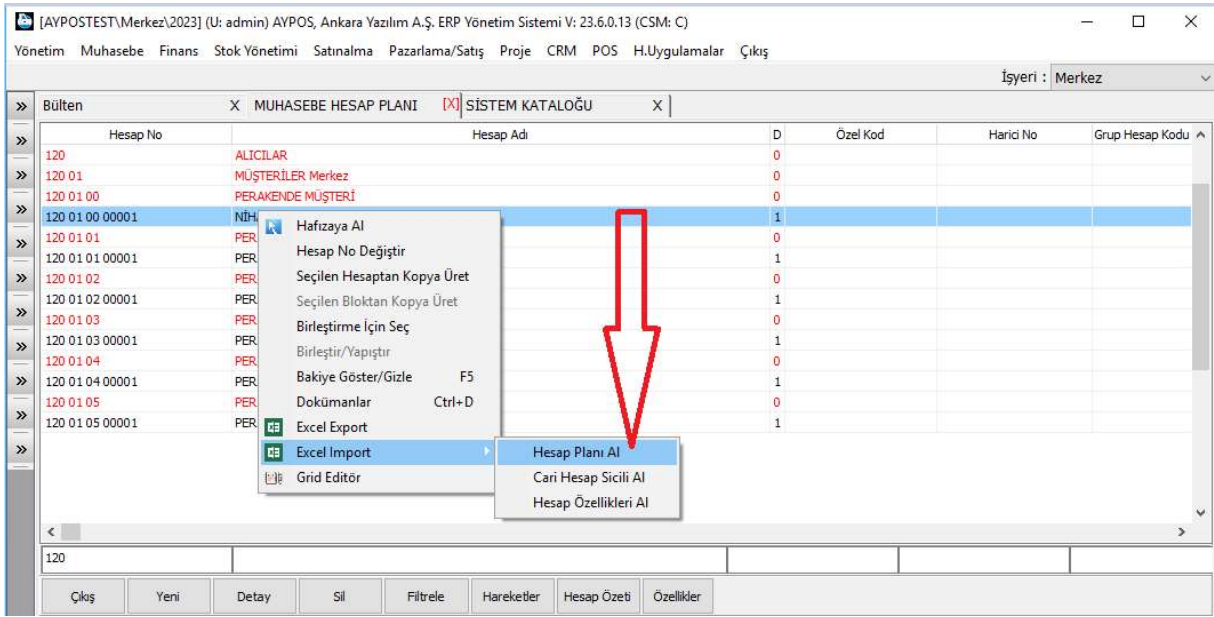 [AYPOSTEST\Merkez\2023] (U: admin) AYPOS, Ankara Yazılım A.Ş. ERP Yönetim Sistemi V: 23.6.0.13 (CSM: C)
Yönetim Muhasebe Finans Stok Yönetimi Satınalma Pazarlama/Satış Proje CRM POS H.Uygulamalar Çıkış
İşyeri : Merkez
Bülten X MUHASEBE HESAP PLANI [X] SİSTEM KATALOĞU X
Hesap No Hesap Adı D Özel Kod Harici No Grup Hesap Kodu
120 ALICILAR 0
120 01 MÜŞTERİLER Merkez 0
120 01 00 PERAKENDE MÜŞTERİ 0
120 01 00 00001 NİH 1
120 01 01 PER 0
120 01 01 00001 PER 1
120 01 02 PER 0
120 01 02 00001 PER 1
120 01 03 PER 0
120 01 03 00001 PER 1
120 01 04 PER 0
120 01 04 00001 PER 1
120 01 05 PER 0
120 01 05 00001 PER 1
Hafızaya Al
Hesap No Değiştir
Seçilen Hesaptan Kopya Üret
Seçilen Bloktan Kopya Üret
Birleştirme İçin Seç
Birleştir/Yapıştır
Bakiye Göster/Gizle F5
Dokümanlar Ctrl+D
Excel Export
Excel Import
Grid Editör
Hesap Planı Al
Cari Hesap Sicili Al
Hesap Özellikleri Al
120
Çıkış Yeni Detay Sil Filtrele Hareketler Hesap Özeti Özellikler